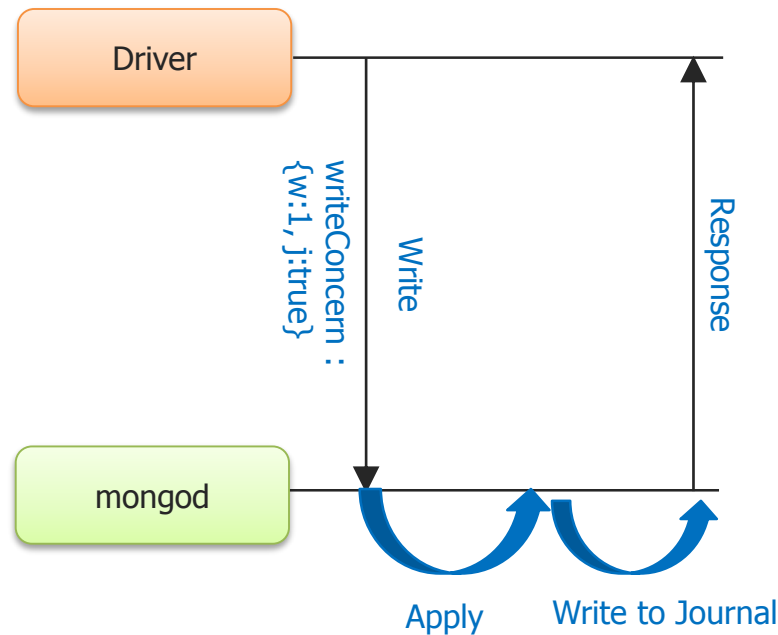 Driver
writeConcern :
{w:1, j:true}
Write
Response
mongod
Apply
Write to Journal